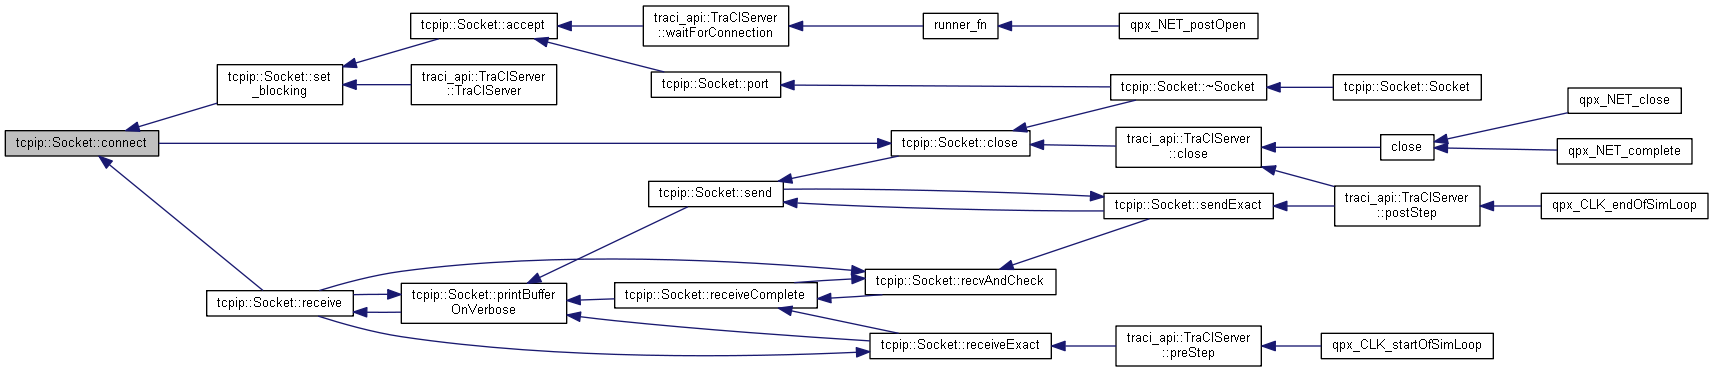 tcpip::Socket::connect
tcpip::Socket::set
_blocking
tcpip::Socket::receive
tcpip::Socket::accept
traci_api::TraCIServer
::TraCIServer
tcpip::Socket::printBuffer
OnVerbose
traci_api::TraCIServer
::waitForConnection
tcpip::Socket::port
tcpip::Socket::send
tcpip::Socket::receiveComplete
runner_fn
tcpip::Socket::close
tcpip::Socket::recvAndCheck
tcpip::Socket::receiveExact
qpx_NET_postOpen
tcpip::Socket::~Socket
traci_api::TraCIServer
::close
tcpip::Socket::sendExact
traci_api::TraCIServer
::preStep
tcpip::Socket::Socket
close
traci_api::TraCIServer
::postStep
qpx_CLK_startOfSimLoop
qpx_NET_close
qpx_NET_complete
qpx_CLK_endOfSimLoop